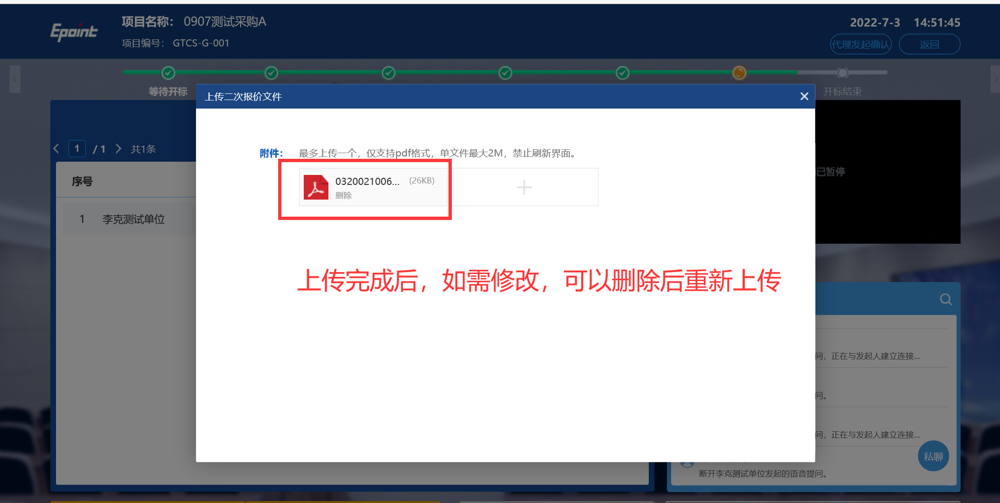 Epoint
项目名称： 0907测试采购A
项目编号： GTCS-G-001
2022-7-3 14:51:45
代理发起确认
返回
等待开标
开标结束
上传二次报价文件
1 / 1 共1条
附件： 最多上传一个，仅支持pdf格式，单文件最大2M，禁止刷新界面。
0320021006... (26KB)
删除
已暂停
序号
1 李克测试单位
上传完成后，如需修改，可以删除后重新上传
问，正在与发起人建立连接...
问。
问，正在与发起人建立连接...
私聊
断开李克测试单位发起的语音提问。